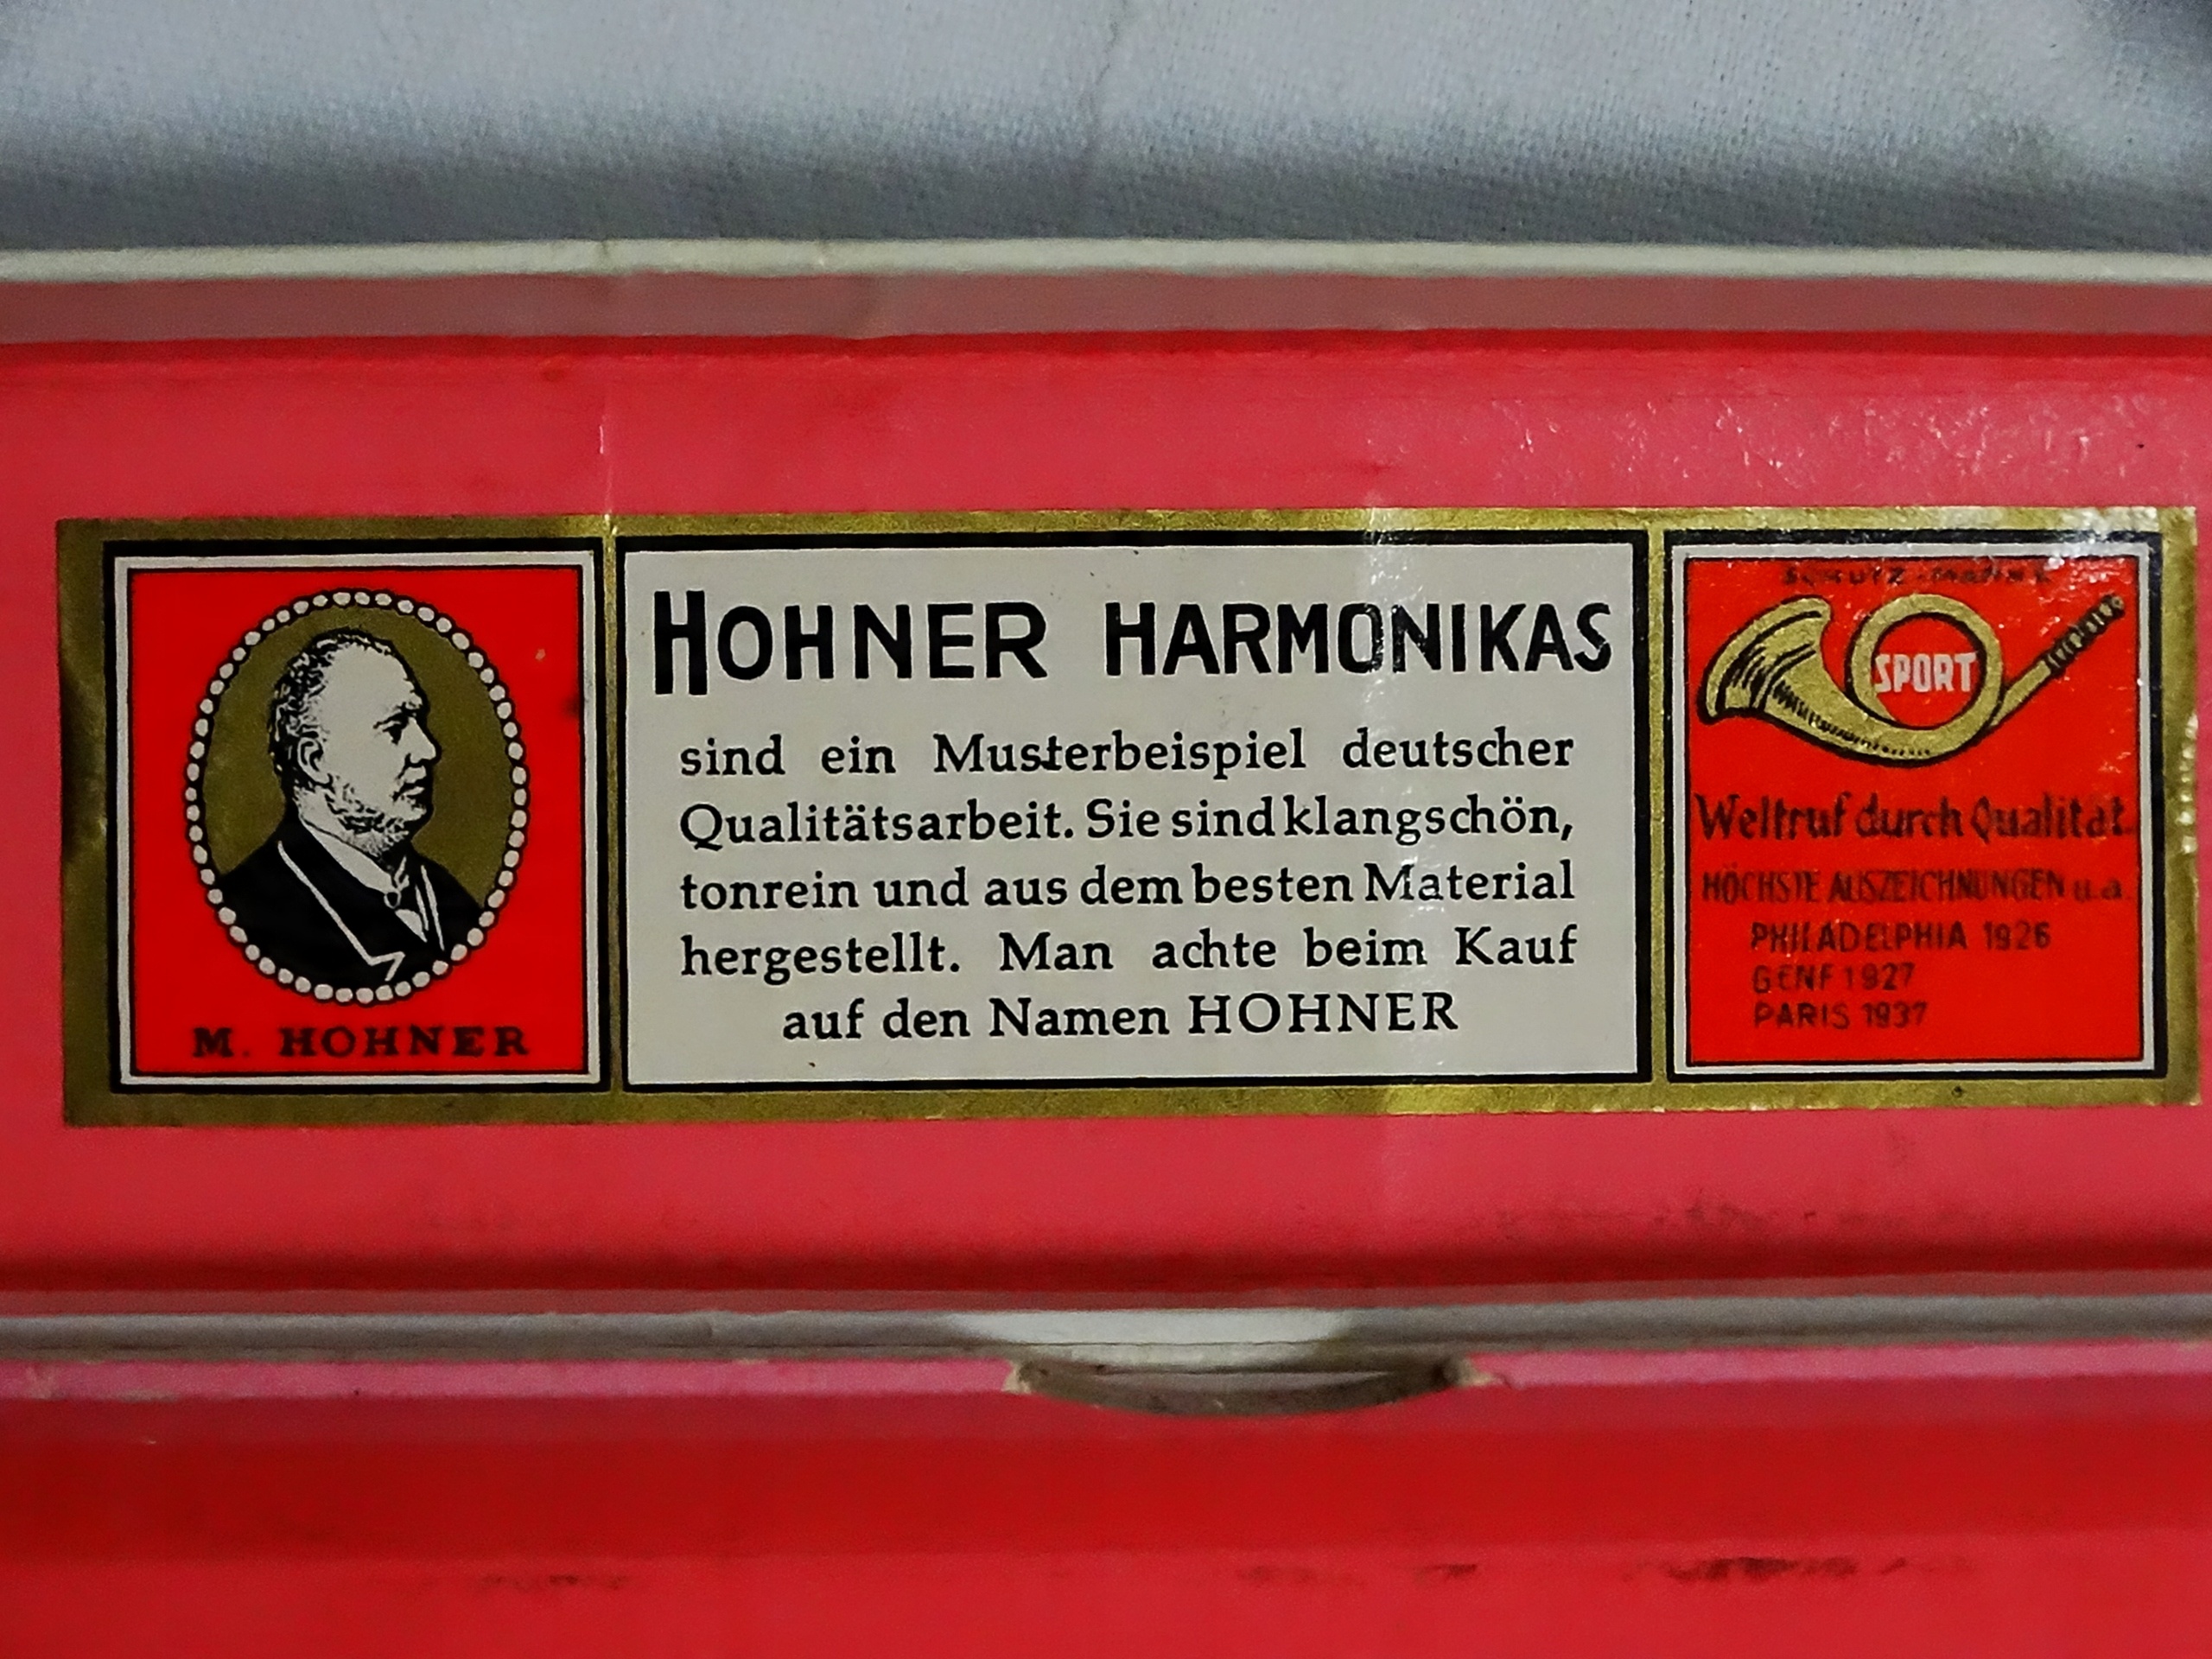 M. HOHNER
HOHNER HARMONIKAS
sind ein Musterbeispiel deutscher
Qualitätsarbeit. Sie sind klangschön,
tonrein und aus dem besten Material
hergestellt. Man achte beim Kauf
auf den Namen HOHNER
SCHUTZ-MARKE
SPORT
Weltruf durch Qualität
HÖCHSTE AUSZEICHNUNGEN u.a.
PHILADELPHIA 1926
GENF 1927
PARIS 1937